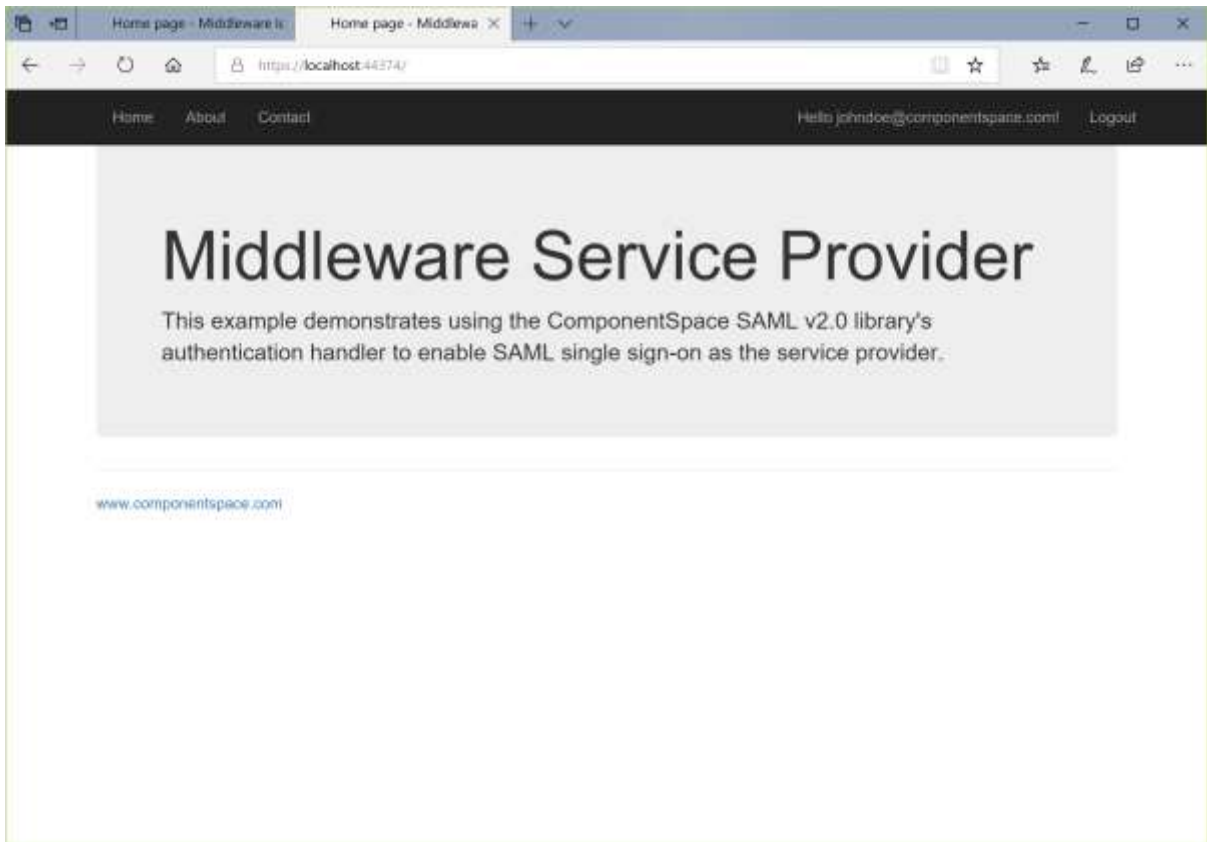 Home page - Middleware Ic
Home page - Middlewa
https://localhost:44374/
Home About Contact Hello johndoe@componentspace.com! Logout
Middleware Service Provider
This example demonstrates using the ComponentSpace SAML v2.0 library's
authentication handler to enable SAML single sign-on as the service provider.
www.componentspace.com